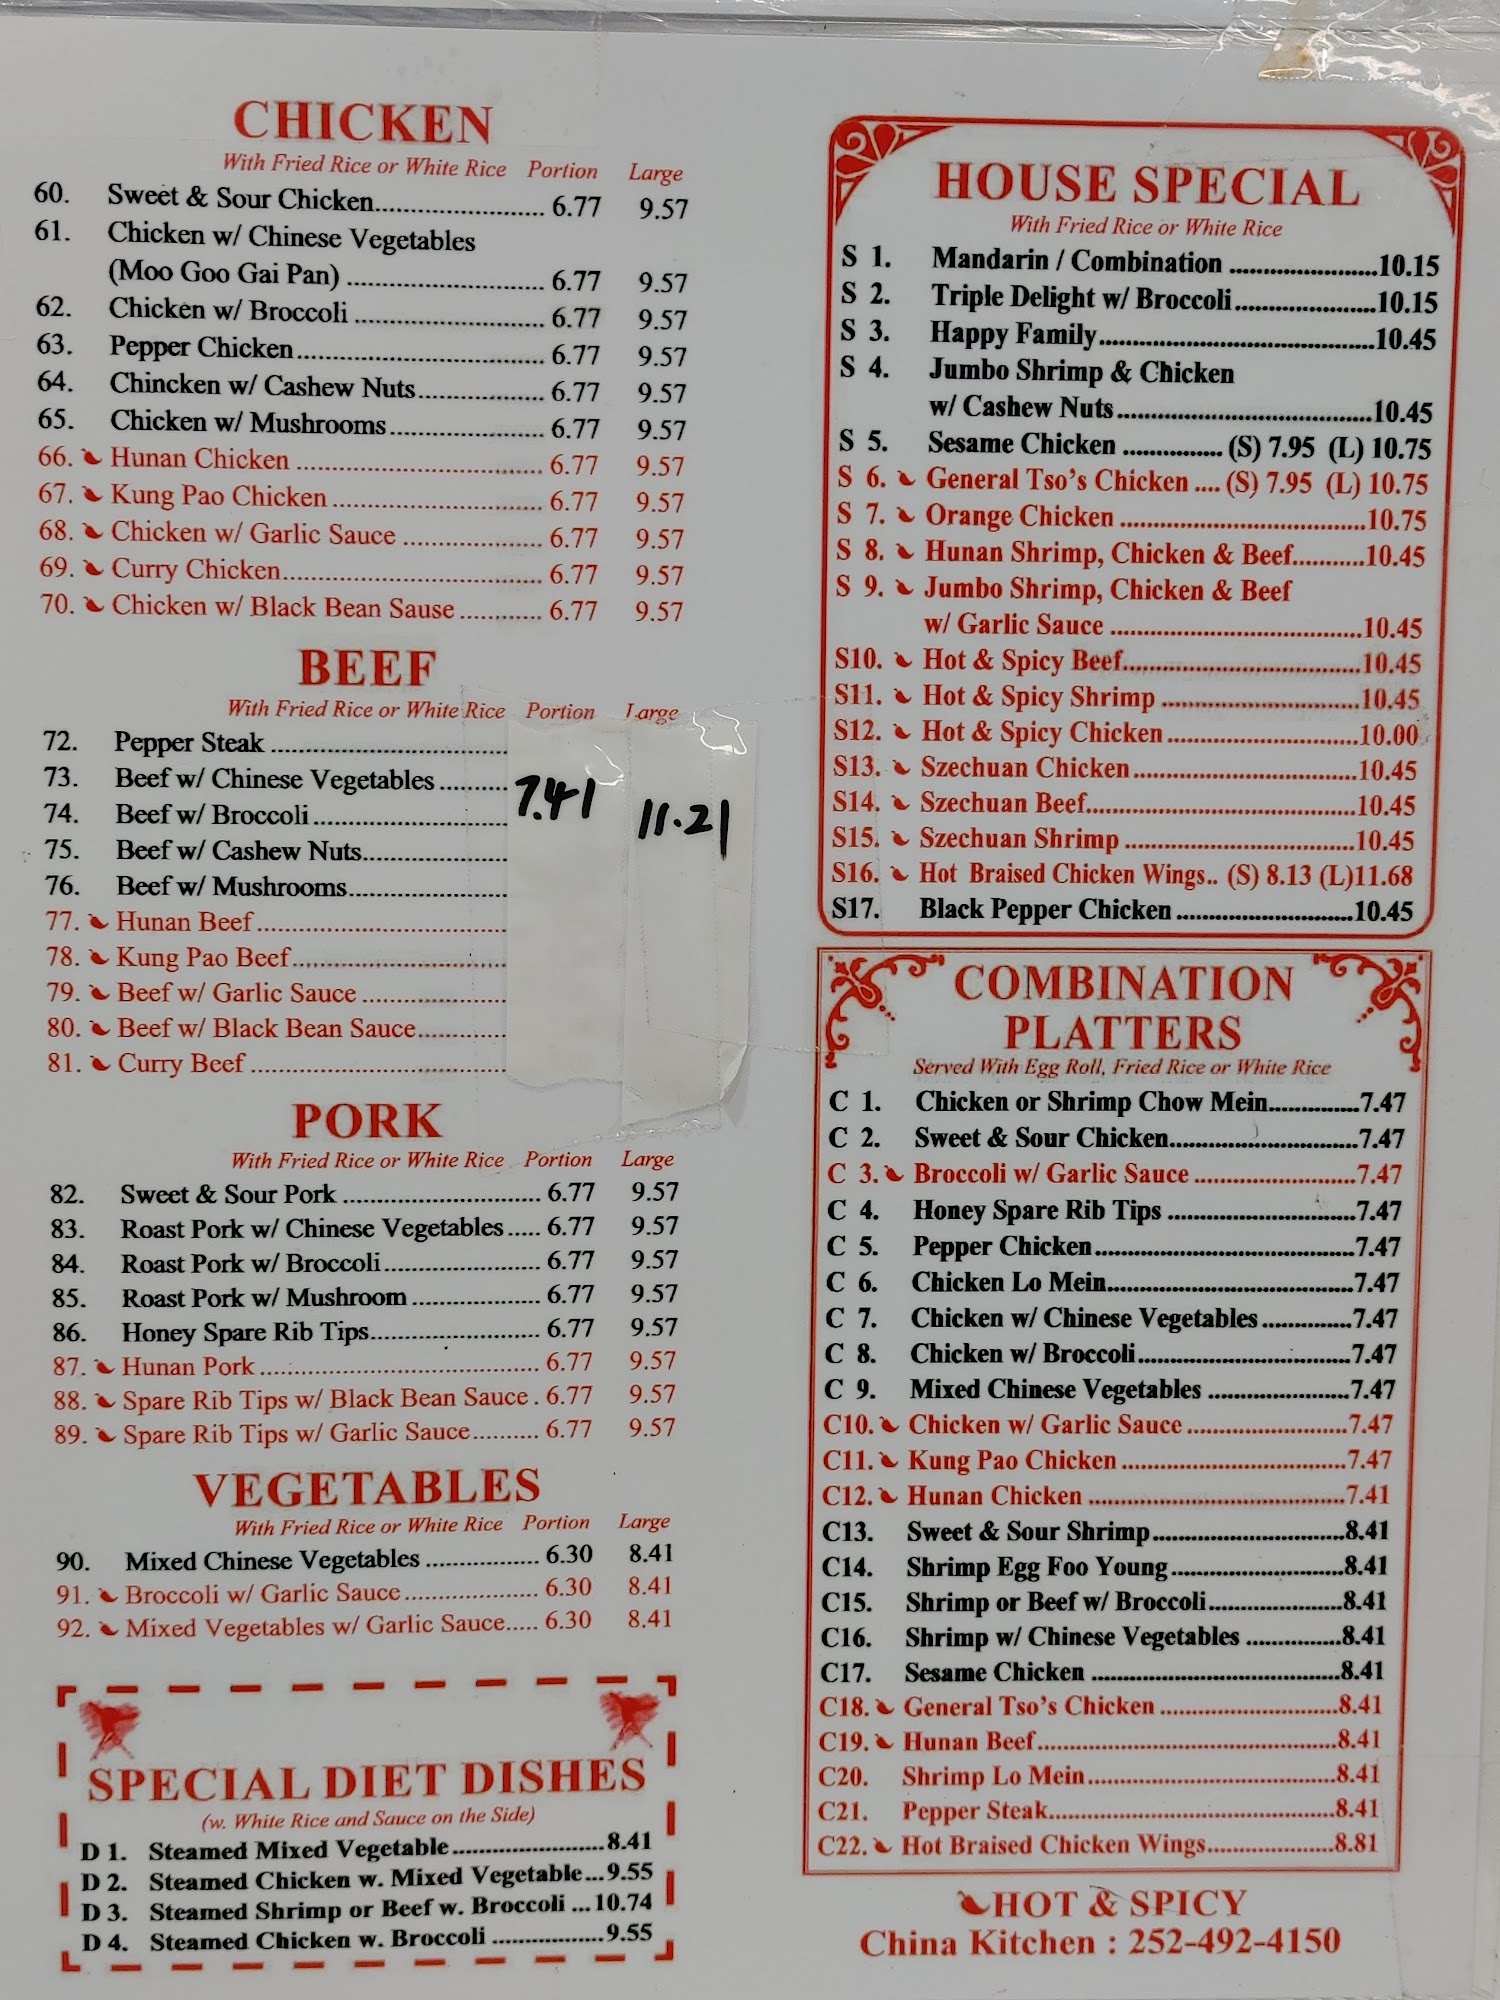 CHICKEN
With Fried Rice or White Rice Portion Large
60. Sweet & Sour Chicken 6.77 9.57
61. Chicken w/ Chinese Vegetables
(Moo Goo Gai Pan) 6.77 9.57
62. Chicken w/ Broccoli 6.77 9.57
63. Pepper Chicken 6.77 9.57
64. Chincken w/ Cashew Nuts 6.77 9.57
65. Chicken w/ Mushrooms 6.77 9.57
66. Hunan Chicken 6.77 9.57
67. Kung Pao Chicken 6.77 9.57
68. Chicken w/ Garlic Sauce 6.77 9.57
69. Curry Chicken 6.77 9.57
70. Chicken w/ Black Bean Sause 6.77 9.57
BEEF
With Fried Rice or White Rice Portion Large
72. Pepper Steak
73. Beef w/ Chinese Vegetables
7.41 11.21
74. Beef w/ Broccoli
75. Beef w/ Cashew Nuts
76. Beef w/ Mushrooms
77. Hunan Beef
78. Kung Pao Beef
79. Beef w/ Garlic Sauce
80. Beef w/ Black Bean Sauce
81. Curry Beef
PORK
With Fried Rice or White Rice Portion Large
82. Sweet & Sour Pork 6.77 9.57
83. Roast Pork w/ Chinese Vegetables 6.77 9.57
84. Roast Pork w/ Broccoli 6.77 9.57
85. Roast Pork w/ Mushroom 6.77 9.57
86. Honey Spare Rib Tips 6.77 9.57
87. Hunan Pork 6.77 9.57
88. Spare Rib Tips w/ Black Bean Sauce 6.77 9.57
89. Spare Rib Tips w/ Garlic Sauce 6.77 9.57
VEGETABLES
With Fried Rice or White Rice Portion Large
90. Mixed Chinese Vegetables 6.30 8.41
91. Broccoli w/ Garlic Sauce 6.30 8.41
92. Mixed Vegetables w/ Garlic Sauce 6.30 8.41
SPECIAL DIET DISHES
(w. White Rice and Sauce on the Side)
D 1. Steamed Mixed Vegetable 8.41
D 2. Steamed Chicken w. Mixed Vegetable 9.55
D 3. Steamed Shrimp or Beef w. Broccoli 10.74
D 4. Steamed Chicken w. Broccoli 9.55
HOUSE SPECIAL
With Fried Rice or White Rice
S 1. Mandarin / Combination 10.15
S 2. Triple Delight w/ Broccoli 10.15
S 3. Happy Family 10.45
S 4. Jumbo Shrimp & Chicken
w/ Cashew Nuts 10.45
S 5. Sesame Chicken (S) 7.95 (L) 10.75
S 6. General Tso's Chicken (S) 7.95 (L) 10.75
S 7. Orange Chicken 10.75
S 8. Hunan Shrimp, Chicken & Beef 10.45
S 9. Jumbo Shrimp, Chicken & Beef
w/ Garlic Sauce 10.45
S10. Hot & Spicy Beef 10.45
S11. Hot & Spicy Shrimp 10.45
S12. Hot & Spicy Chicken 10.00
S13. Szechuan Chicken 10.45
S14. Szechuan Beef 10.45
S15. Szechuan Shrimp 10.45
S16. Hot Braised Chicken Wings (S) 8.13 (L)11.68
S17. Black Pepper Chicken 10.45
COMBINATION
PLATTERS
Served With Egg Roll, Fried Rice or White Rice
C 1. Chicken or Shrimp Chow Mein 7.47
C 2. Sweet & Sour Chicken 7.47
C 3. Broccoli w/ Garlic Sauce 7.47
C 4. Honey Spare Rib Tips 7.47
C 5. Pepper Chicken 7.47
C 6. Chicken Lo Mein 7.47
C 7. Chicken w/ Chinese Vegetables 7.47
C 8. Chicken w/ Broccoli 7.47
C 9. Mixed Chinese Vegetables 7.47
C10. Chicken w/ Garlic Sauce 7.47
C11. Kung Pao Chicken 7.47
C12. Hunan Chicken 7.41
C13. Sweet & Sour Shrimp 8.41
C14. Shrimp Egg Foo Young 8.41
C15. Shrimp or Beef w/ Broccoli 8.41
C16. Shrimp w/ Chinese Vegetables 8.41
C17. Sesame Chicken 8.41
C18. General Tso's Chicken 8.41
C19. Hunan Beef 8.41
C20. Shrimp Lo Mein 8.41
C21. Pepper Steak 8.41
C22. Hot Braised Chicken Wings 8.81
HOT & SPICY
China Kitchen : 252-492-4150